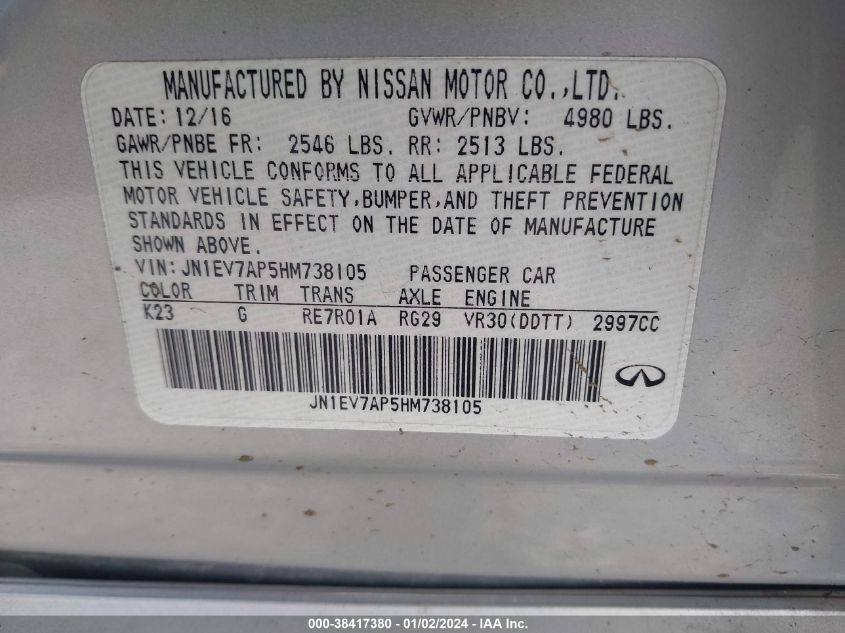 MANUFACTURED BY NISSAN MOTOR CO.,LTD.
DATE: 12/16 GVWR/PNBV: 4980 LBS.
GAWR/PNBE FR: 2546 LBS. RR: 2513 LBS.
THIS VEHICLE CONFORMS TO ALL APPLICABLE FEDERAL
MOTOR VEHICLE SAFETY,BUMPER,AND THEFT PREVENTION
STANDARDS IN EFFECT ON THE DATE OF MANUFACTURE
SHOWN ABOVE.
VIN:JN1EV7AP5HM738105 PASSENGER CAR
COLOR TRIM TRANS AXLE ENGINE
K23 G RE7R01A RG29 VR30(DDTT) 2997CC
JN1EV7AP5HM738105
000-38417380 - 01/02/2024 - IAA Inc.